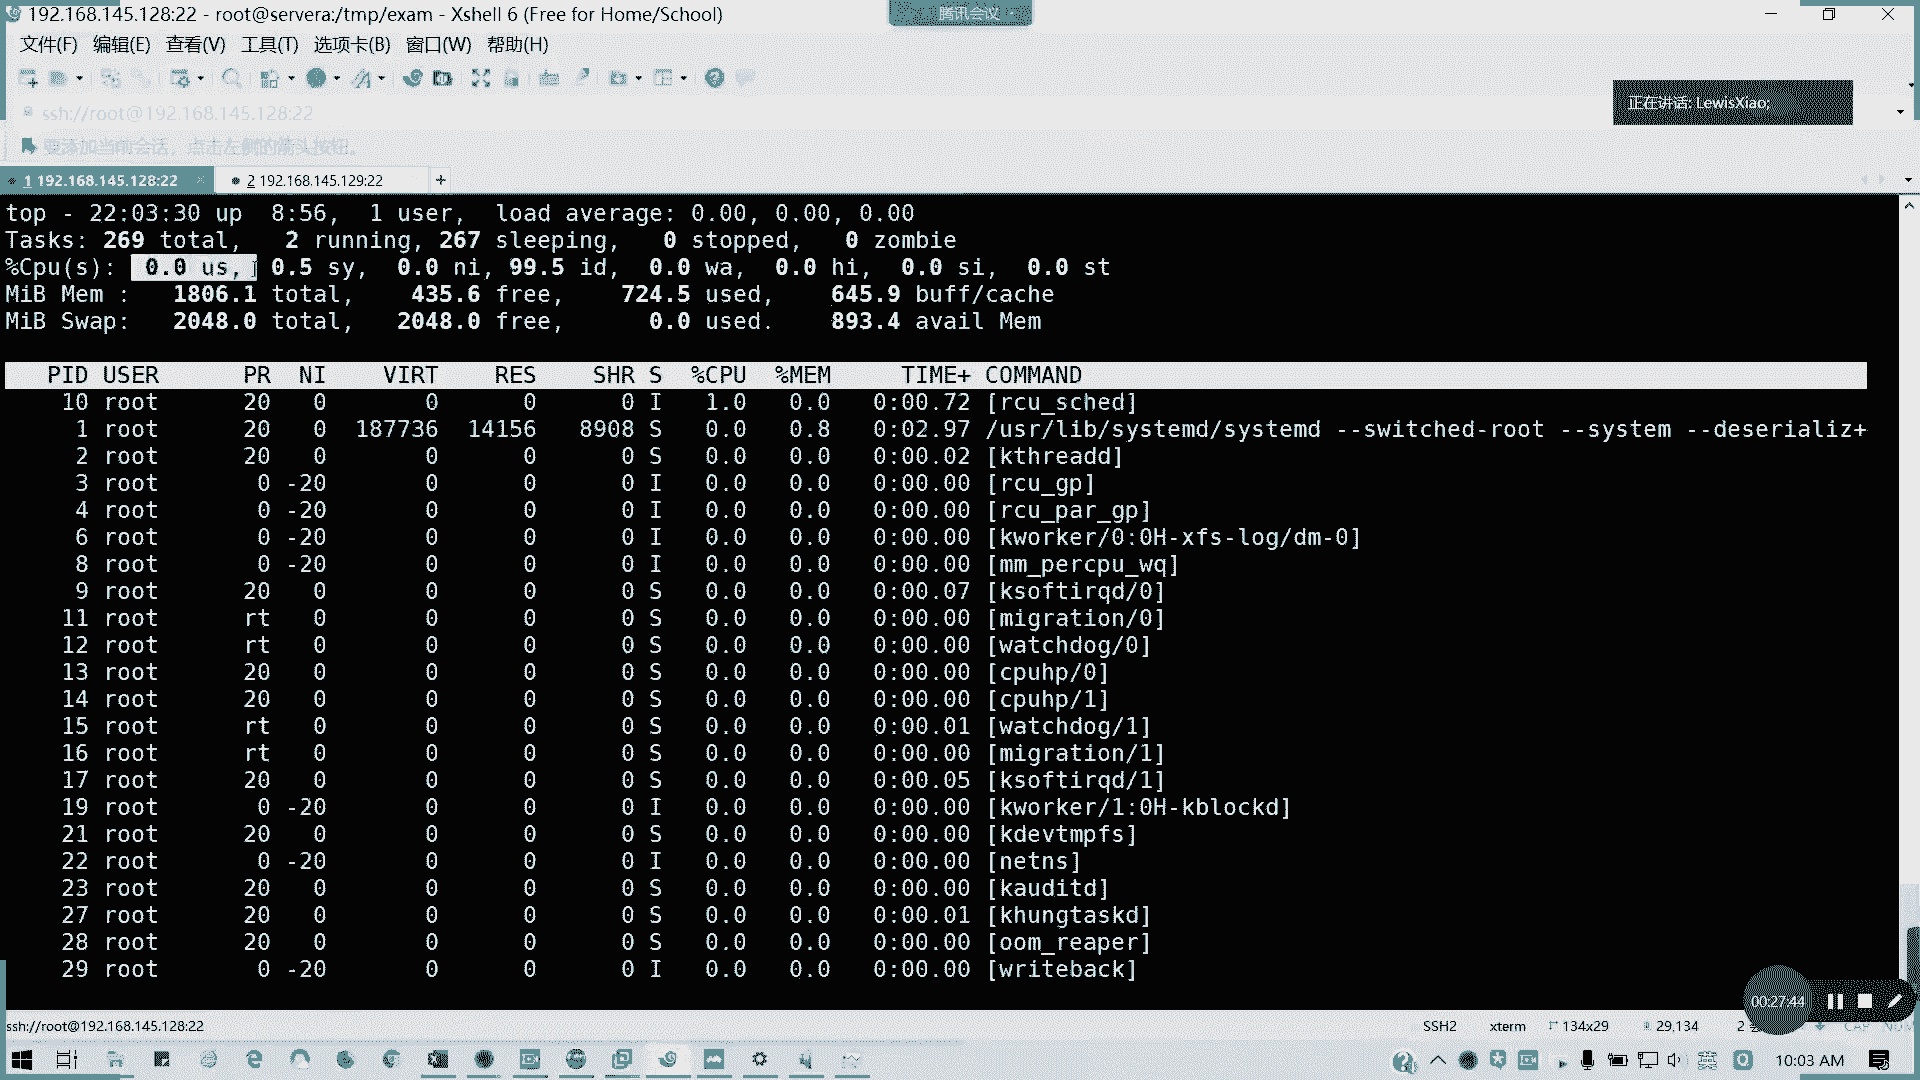 192.168.145.128:22 - root@servera:/tmp/exam - Xshell 6 (Free for Home/School)
腾讯会议
文件(F) 编辑(E) 查看(V) 工具(T) 选项卡(B) 窗口(W) 帮助(H)
ssh://root@192.168.145.128:22
正在讲话: LewisXiao;
要添加当前会话，点击左侧的箭头按钮。
1 192.168.145.128:22 × 2 192.168.145.129:22 +
top - 22:03:30 up  8:56,  1 user,  load average: 0.00, 0.00, 0.00
Tasks: 269 total,   2 running, 267 sleeping,   0 stopped,   0 zombie
%Cpu(s):  0.0 us,  0.5 sy,  0.0 ni, 99.5 id,  0.0 wa,  0.0 hi,  0.0 si,  0.0 st
MiB Mem :   1806.1 total,    435.6 free,    724.5 used,    645.9 buff/cache
MiB Swap:   2048.0 total,   2048.0 free,      0.0 used.    893.4 avail Mem
PID USER      PR  NI    VIRT    RES    SHR S  %CPU  %MEM     TIME+ COMMAND
10 root      20   0       0      0      0 I   1.0   0.0   0:00.72 [rcu_sched]
1 root      20   0  187736  14156   8908 S   0.0   0.8   0:02.97 /usr/lib/systemd/systemd --switched-root --system --deserializ+
2 root      20   0       0      0      0 S   0.0   0.0   0:00.02 [kthreadd]
3 root       0 -20       0      0      0 I   0.0   0.0   0:00.00 [rcu_gp]
4 root       0 -20       0      0      0 I   0.0   0.0   0:00.00 [rcu_par_gp]
6 root       0 -20       0      0      0 I   0.0   0.0   0:00.00 [kworker/0:0H-xfs-log/dm-0]
8 root       0 -20       0      0      0 I   0.0   0.0   0:00.00 [mm_percpu_wq]
9 root      20   0       0      0      0 S   0.0   0.0   0:00.07 [ksoftirqd/0]
11 root      rt   0       0      0      0 S   0.0   0.0   0:00.00 [migration/0]
12 root      rt   0       0      0      0 S   0.0   0.0   0:00.00 [watchdog/0]
13 root      20   0       0      0      0 S   0.0   0.0   0:00.00 [cpuhp/0]
14 root      20   0       0      0      0 S   0.0   0.0   0:00.00 [cpuhp/1]
15 root      rt   0       0      0      0 S   0.0   0.0   0:00.01 [watchdog/1]
16 root      rt   0       0      0      0 S   0.0   0.0   0:00.00 [migration/1]
17 root      20   0       0      0      0 S   0.0   0.0   0:00.05 [ksoftirqd/1]
19 root       0 -20       0      0      0 I   0.0   0.0   0:00.00 [kworker/1:0H-kblockd]
21 root      20   0       0      0      0 S   0.0   0.0   0:00.00 [kdevtmpfs]
22 root       0 -20       0      0      0 I   0.0   0.0   0:00.00 [netns]
23 root      20   0       0      0      0 S   0.0   0.0   0:00.00 [kauditd]
27 root      20   0       0      0      0 S   0.0   0.0   0:00.01 [khungtaskd]
28 root      20   0       0      0      0 S   0.0   0.0   0:00.00 [oom_reaper]
29 root       0 -20       0      0      0 I   0.0   0.0   0:00.00 [writeback]
00:27:44
ssh://root@192.168.145.128:22 SSH2 xterm 134x29 29,134 2 CAP NUM
英 10:03 AM